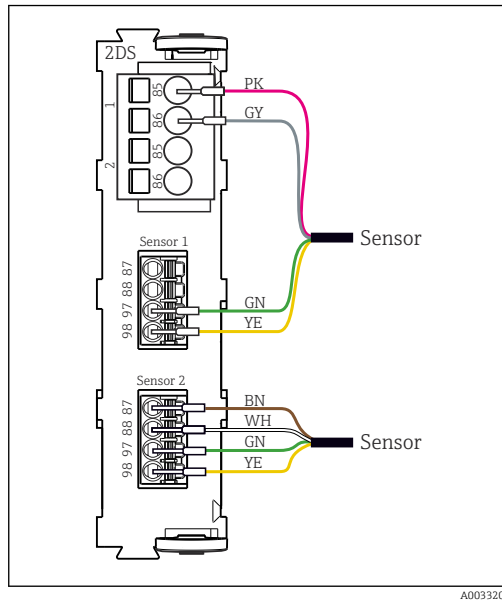 2DS
1
85
PK
86
GY
2
85
86
Sensor
Sensor 1
87
88
97
GN
98
YE
Sensor 2
87
BN
88
WH
97
GN
Sensor
98
YE